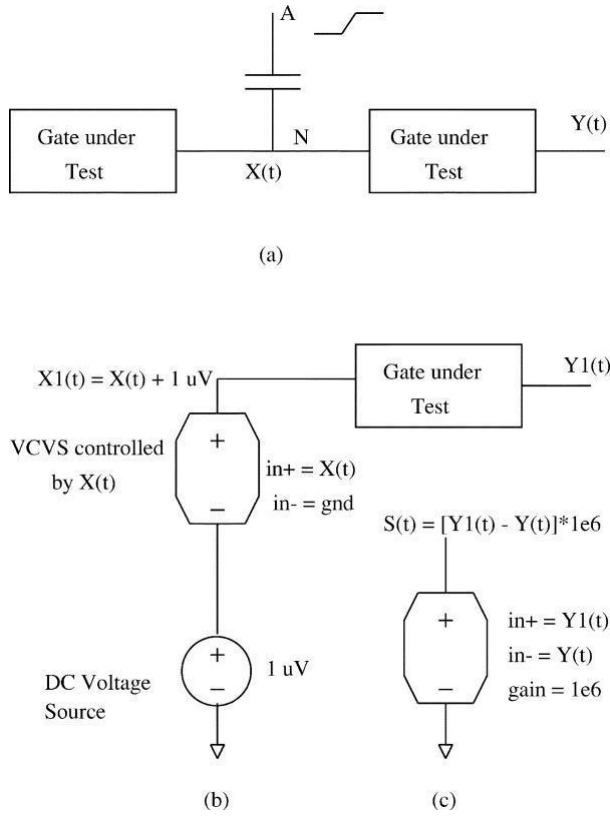 A
Gate under
Test
N
X(t)
Gate under
Test
Y(t)
(a)
X1(t) = X(t) + 1 uV
Gate under
Test
Y1(t)
VCVS controlled
by X(t)
+
−
in+ = X(t)
in- = gnd
S(t) = [Y1(t) - Y(t)]*1e6
+
−
in+ = Y1(t)
in- = Y(t)
gain = 1e6
DC Voltage
Source
+
−
1 uV
(b)
(c)